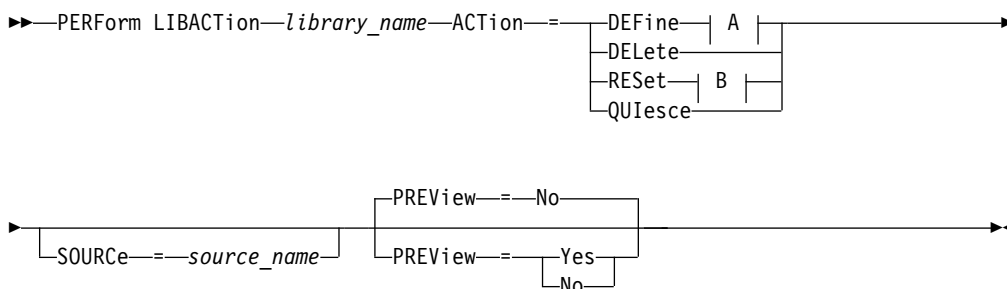 PERForm LIBACTion library_name ACTion = DEFine A
DELete
RESet B
QUIesce
PREView = No
SOURCe = source_name PREView = Yes
No